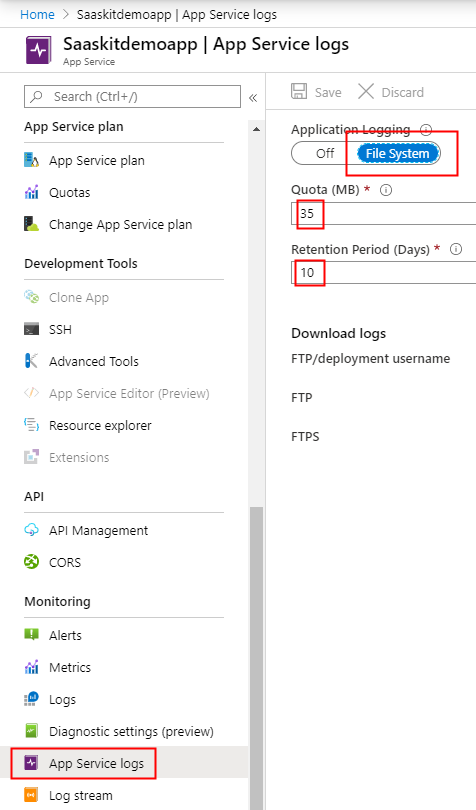 Home > Saaskitdemoapp | App Service logs
Saaskitdemoapp | App Service logs
App Service
Search (Ctrl+/)
«
App Service plan
App Service plan
Quotas
Change App Service plan
Development Tools
Clone App
SSH
Advanced Tools
App Service Editor (Preview)
Resource explorer
Extensions
API
API Management
CORS
Monitoring
Alerts
Metrics
Logs
Diagnostic settings (preview)
App Service logs
Log stream
Save Discard
Application Logging
Off File System
Quota (MB) *
35
Retention Period (Days) *
10
Download logs
FTP/deployment username
FTP
FTPS